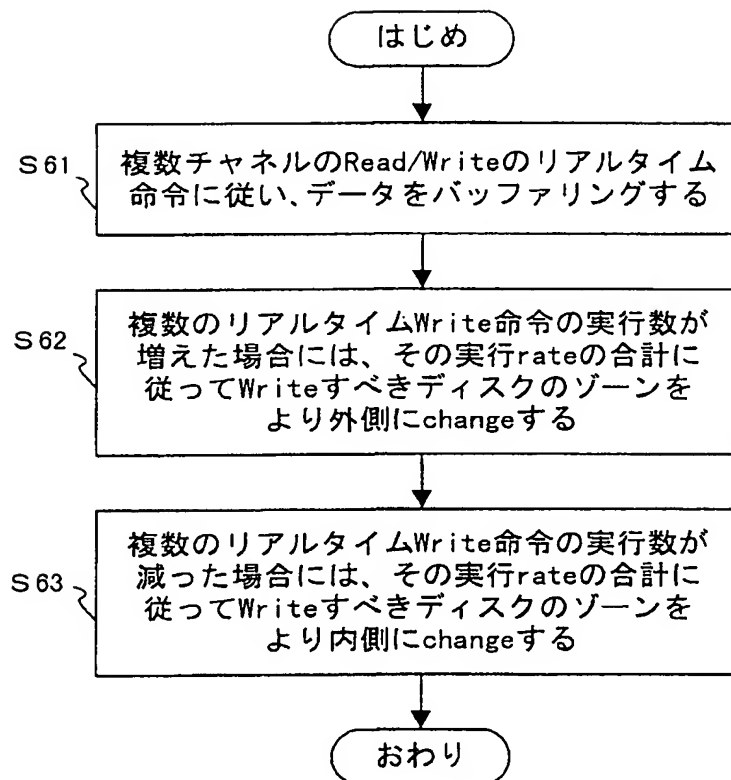 はじめ
S61
複数チャネルのRead/Writeのリアルタイム
命令に従い、データをバッファリングする
S62
複数のリアルタイムWrite命令の実行数が
増えた場合には、その実行rateの合計に
従ってWriteすべきディスクのゾーンを
より外側にchangeする
S63
複数のリアルタイムWrite命令の実行数が
減った場合には、その実行rateの合計に
従ってWriteすべきディスクのゾーンを
より内側にchangeする
おわり